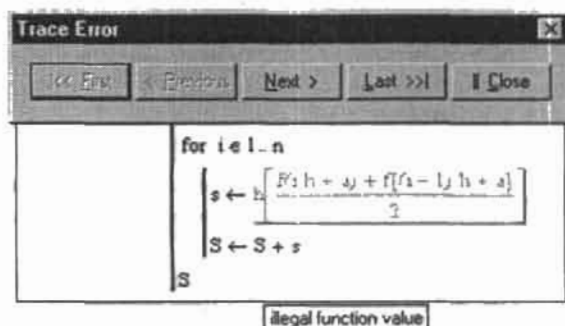 Trace Error
|<< First < Previous Next > Last >>| Close
for i ∈ 1..n
s ← h
2
S ← S + s
S
illegal function value